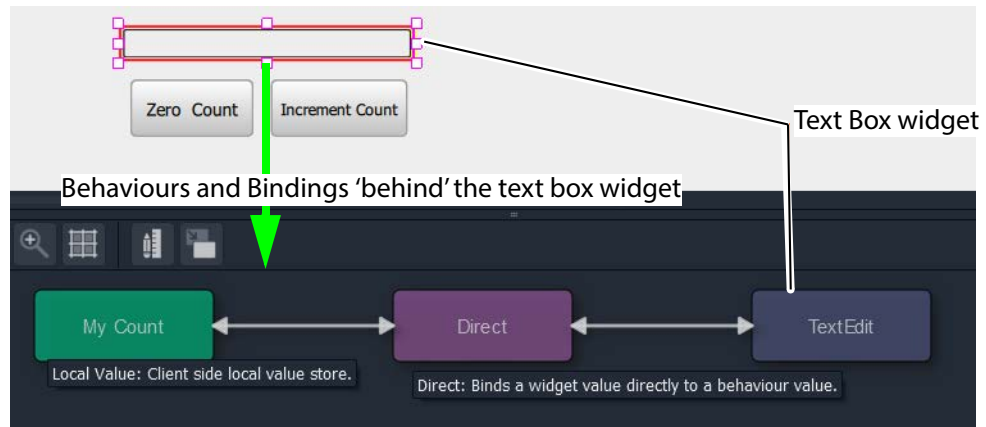 Zero Count
Increment Count
Text Box widget
Behaviours and Bindings ‘behind’ the text box widget
My Count
Direct
TextEdit
Local Value: Client side local value store.
Direct: Binds a widget value directly to a behaviour value.